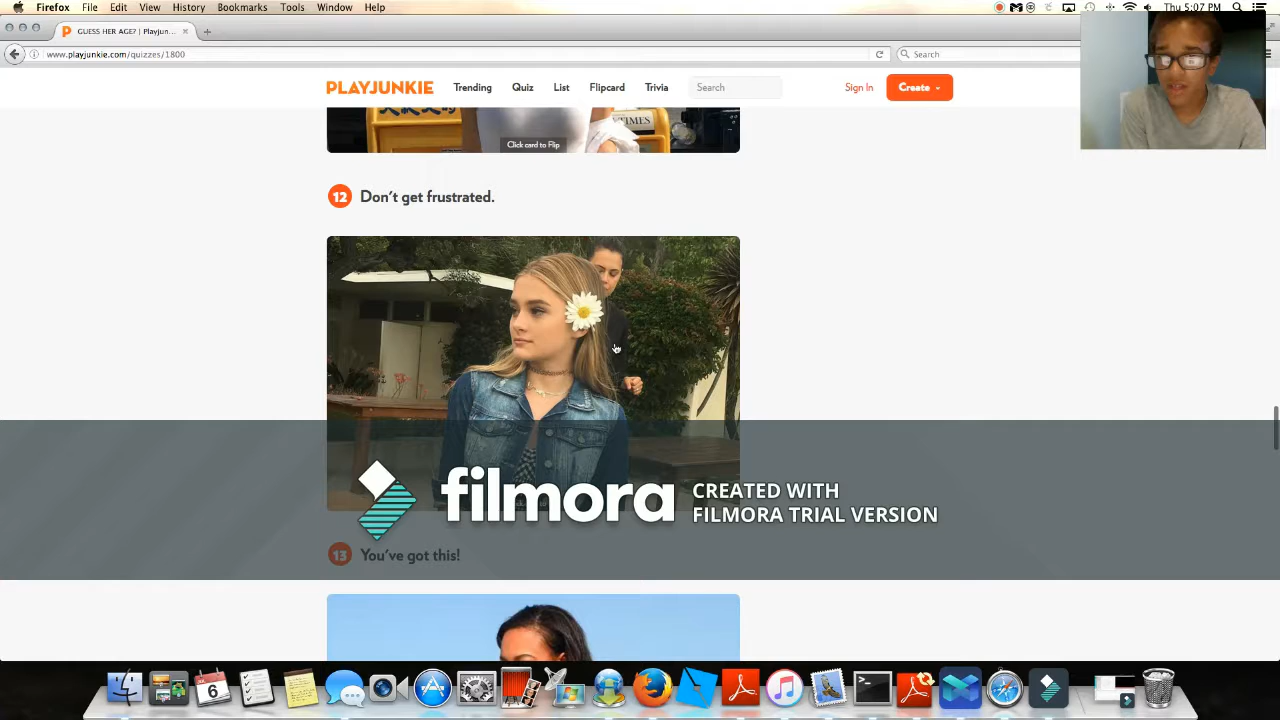 Firefox File Edit View History Bookmarks Tools Window Help Thu 5:07 PM
GUESS HER AGE? | Playjun...
www.playjunkie.com/quizzes/1800 Search
PLAYJUNKIE Trending Quiz List Flipcard Trivia Search Sign In Create
TIMES
Click card to Flip
12 Don't get frustrated.
filmora CREATED WITH
FILMORA TRIAL VERSION
13 You've got this!
6